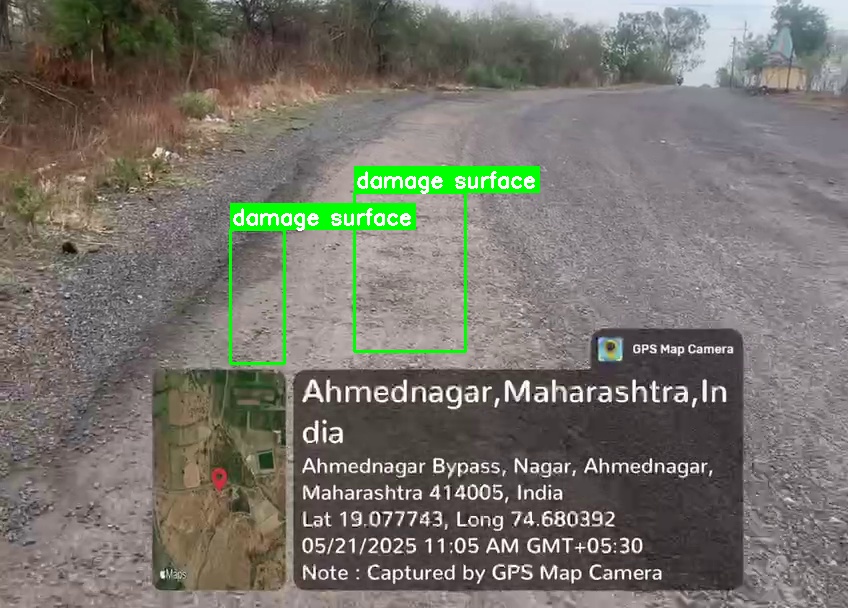 damage surface
damage surface
GPS Map Camera
Ahmednagar,Maharashtra,In
dia
Ahmednagar Bypass, Nagar, Ahmednagar,
Maharashtra 414005, India
Lat 19.077743, Long 74.680392
05/21/2025 11:05 AM GMT+05:30
Note : Captured by GPS Map Camera
Maps